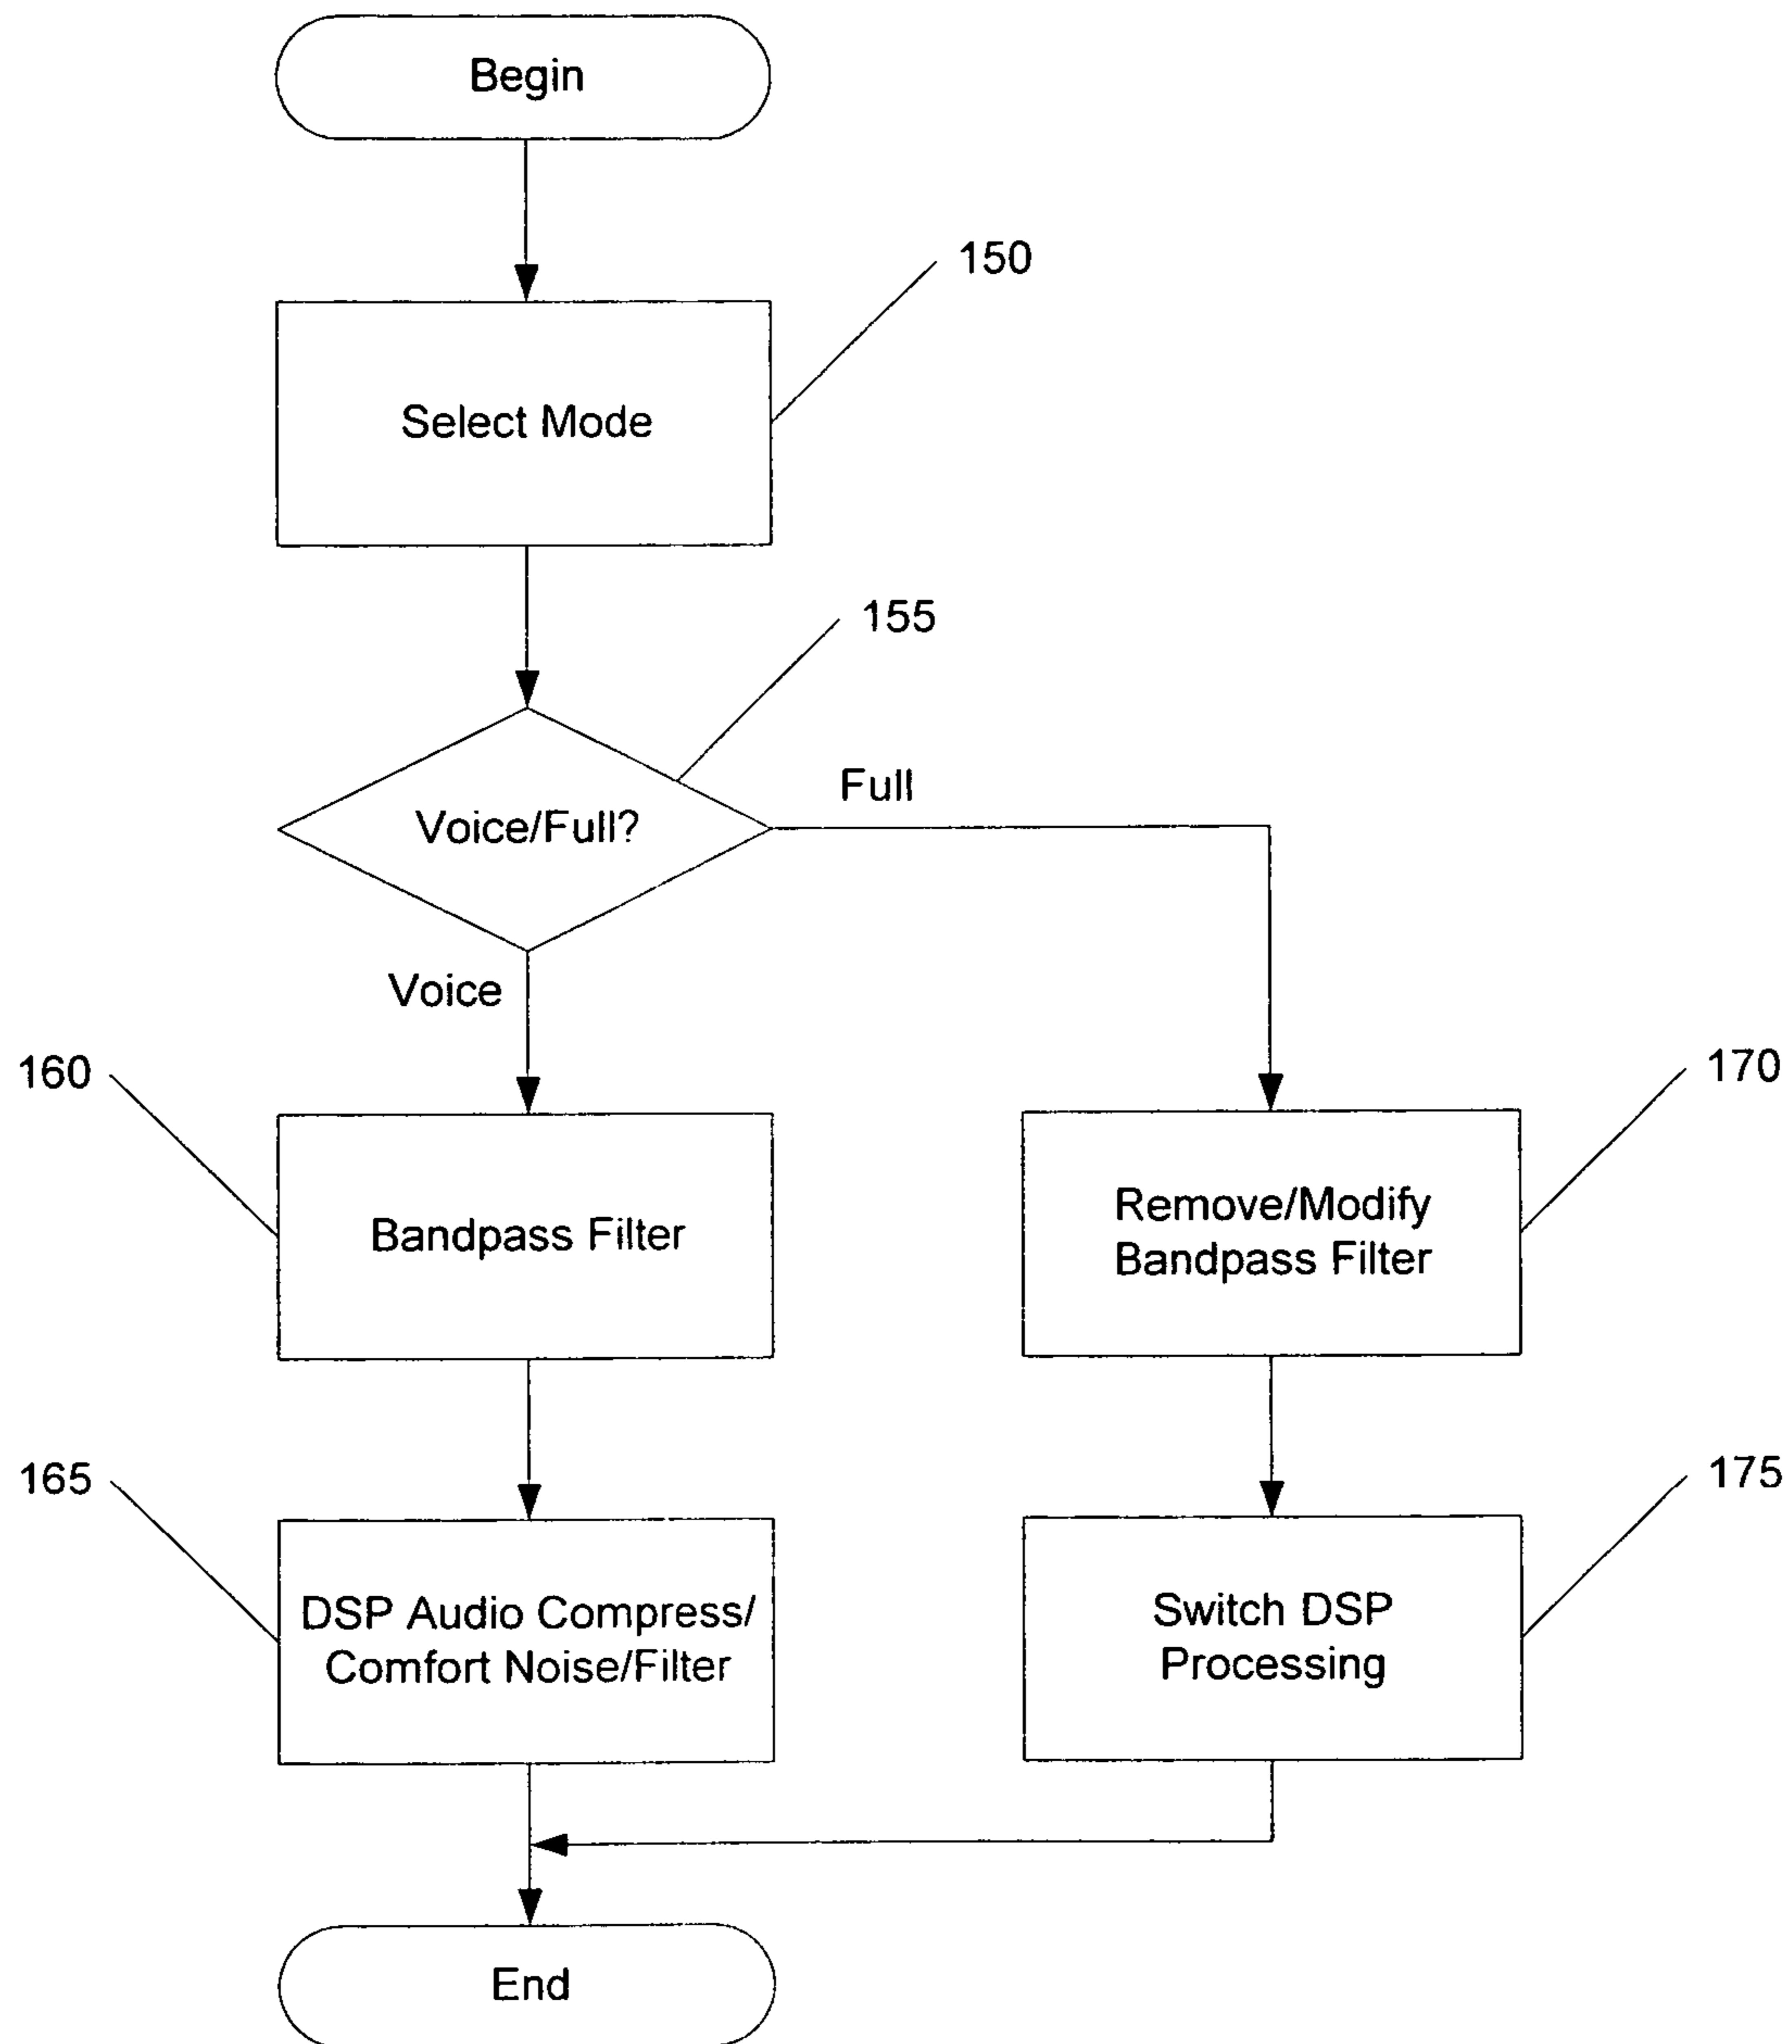 Begin
150
Select Mode
155
Voice/Full?
Full
Voice
160
Bandpass Filter
170
Remove/Modify
Bandpass Filter
165
DSP Audio Compress/
Comfort Noise/Filter
175
Switch DSP
Processing
End